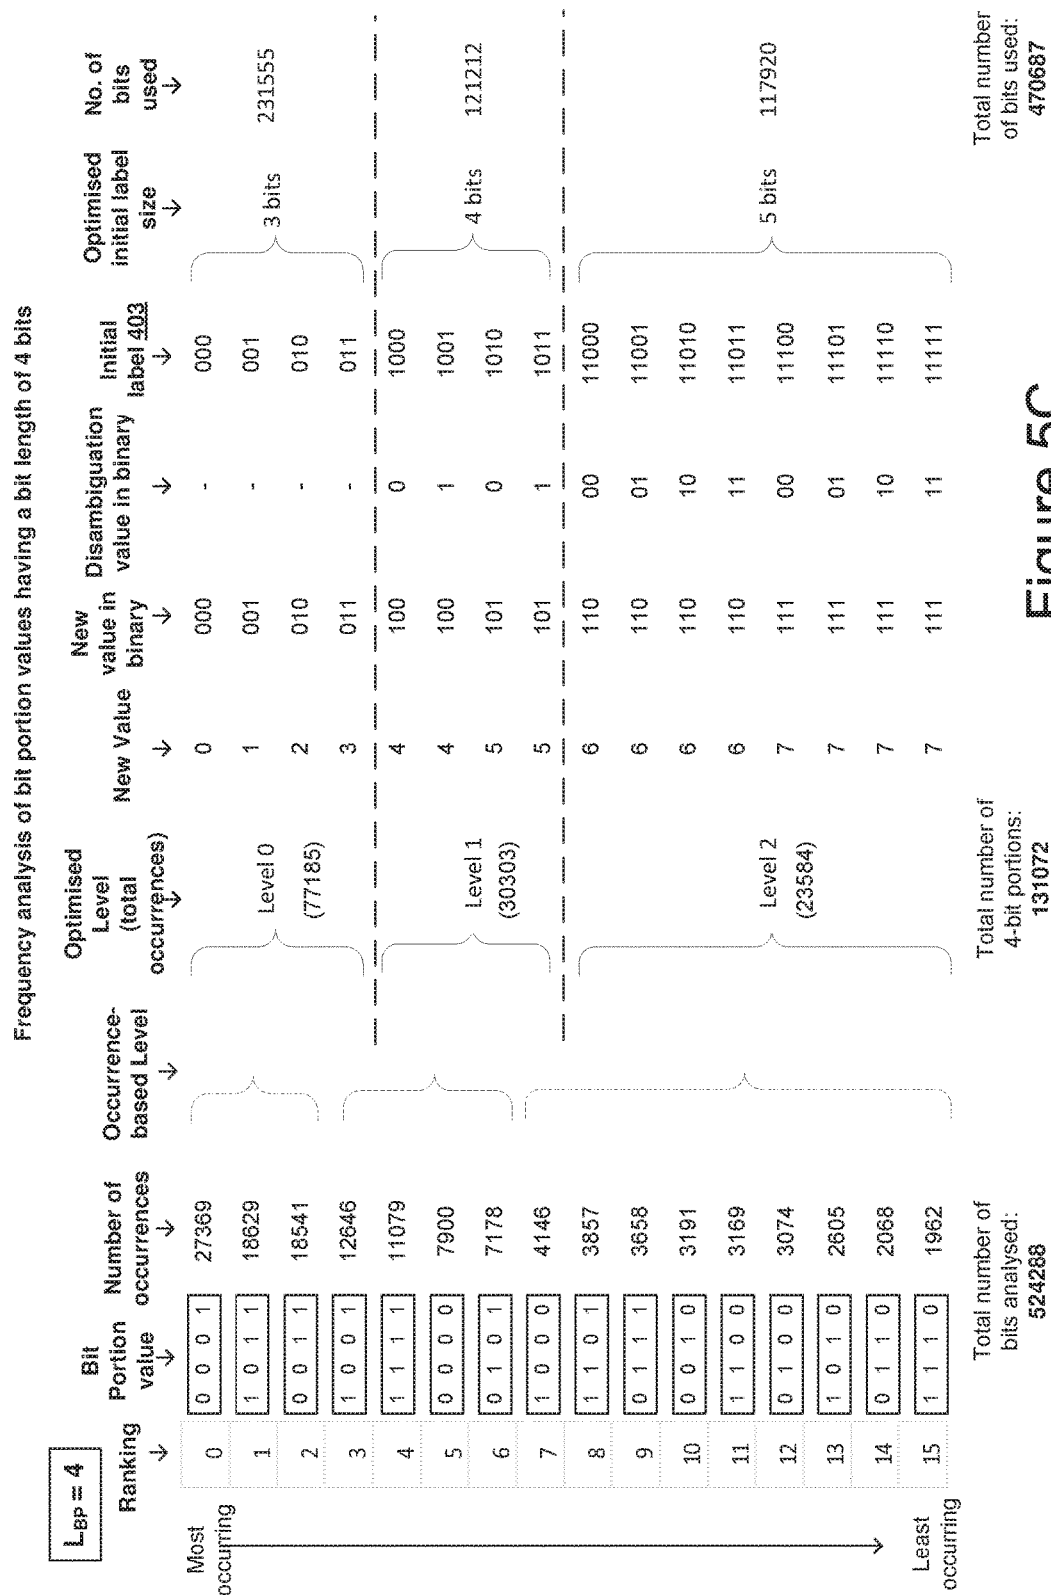 Frequency analysis of bit portion values having a bit length of 4 bits
L_BP = 4
Most occurring
Least occurring
Ranking | Bit Portion value | Number of occurrences | Occurrence-based Level | Optimised Level (total occurrences) | New Value | New value in binary | Disambiguation value in binary | Initial label 403 | Optimised initial label size | No. of bits used
0 | 0 0 0 1 | 27369 | 0 | 000 | - | 000
1 | 1 0 1 1 | 18629 | 1 | 001 | - | 001
2 | 0 0 1 1 | 18541 | 2 | 010 | - | 010
3 | 1 0 0 1 | 12646 | 3 | 011 | - | 011
Level 0 (77185) | 3 bits | 231555
4 | 1 1 1 1 | 11079 | 4 | 100 | 0 | 1000
5 | 0 0 0 0 | 7900 | 4 | 100 | 1 | 1001
6 | 0 1 0 1 | 7178 | 5 | 101 | 0 | 1010
7 | 1 0 0 0 | 4146 | 5 | 101 | 1 | 1011
Level 1 (30303) | 4 bits | 121212
8 | 1 1 0 1 | 3857 | 6 | 110 | 00 | 11000
9 | 0 1 1 1 | 3658 | 6 | 110 | 01 | 11001
10 | 0 0 1 0 | 3191 | 6 | 110 | 10 | 11010
11 | 1 1 0 0 | 3169 | 6 | 110 | 11 | 11011
12 | 0 1 0 0 | 3074 | 7 | 111 | 00 | 11100
13 | 1 0 1 0 | 2605 | 7 | 111 | 01 | 11101
14 | 0 1 1 0 | 2068 | 7 | 111 | 10 | 11110
15 | 1 1 1 0 | 1962 | 7 | 111 | 11 | 11111
Level 2 (23584) | 5 bits | 117920
Total number of
bits analysed:
524288
Total number of
4-bit portions:
131072
Total number
of bits used:
470687
Figure 5C